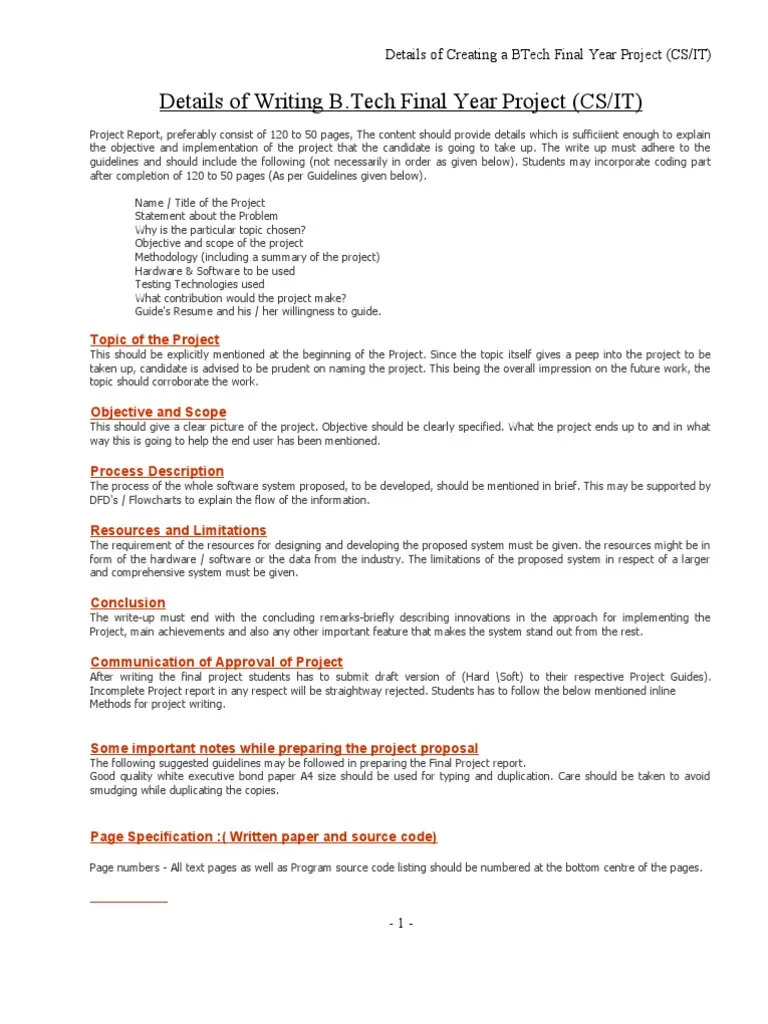 Details of Creating a BTech Final Year Project (CS/IT)
Details of Writing B.Tech Final Year Project (CS/IT)
Project Report, preferably consist of 120 to 50 pages, The content should provide details which is sufficiient enough to explain
the objective and implementation of the project that the candidate is going to take up. The write up must adhere to the
guidelines and should include the following (not necessarily in order as given below). Students may incorporate coding part
after completion of 120 to 50 pages (As per Guidelines given below).
Name / Title of the Project
Statement about the Problem
Why is the particular topic chosen?
Objective and scope of the project
Methodology (including a summary of the project)
Hardware & Software to be used
Testing Technologies used
What contribution would the project make?
Guide's Resume and his / her willingness to guide.
Topic of the Project
This should be explicitly mentioned at the beginning of the Project. Since the topic itself gives a peep into the project to be
taken up, candidate is advised to be prudent on naming the project. This being the overall impression on the future work, the
topic should corroborate the work.
Objective and Scope
This should give a clear picture of the project. Objective should be clearly specified. What the project ends up to and in what
way this is going to help the end user has been mentioned.
Process Description
The process of the whole software system proposed, to be developed, should be mentioned in brief. This may be supported by
DFD's / Flowcharts to explain the flow of the information.
Resources and Limitations
The requirement of the resources for designing and developing the proposed system must be given. the resources might be in
form of the hardware / software or the data from the industry. The limitations of the proposed system in respect of a larger
and comprehensive system must be given.
Conclusion
The write-up must end with the concluding remarks-briefly describing innovations in the approach for implementing the
Project, main achievements and also any other important feature that makes the system stand out from the rest.
Communication of Approval of Project
After writing the final project students has to submit draft version of (Hard \Soft) to their respective Project Guides).
Incomplete Project report in any respect will be straightway rejected. Students has to follow the below mentioned inline
Methods for project writing.
Some important notes while preparing the project proposal
The following suggested guidelines may be followed in preparing the Final Project report.
Good quality white executive bond paper A4 size should be used for typing and duplication. Care should be taken to avoid
smudging while duplicating the copies.
Page Specification :( Written paper and source code)
Page numbers - All text pages as well as Program source code listing should be numbered at the bottom centre of the pages.
- 1 -